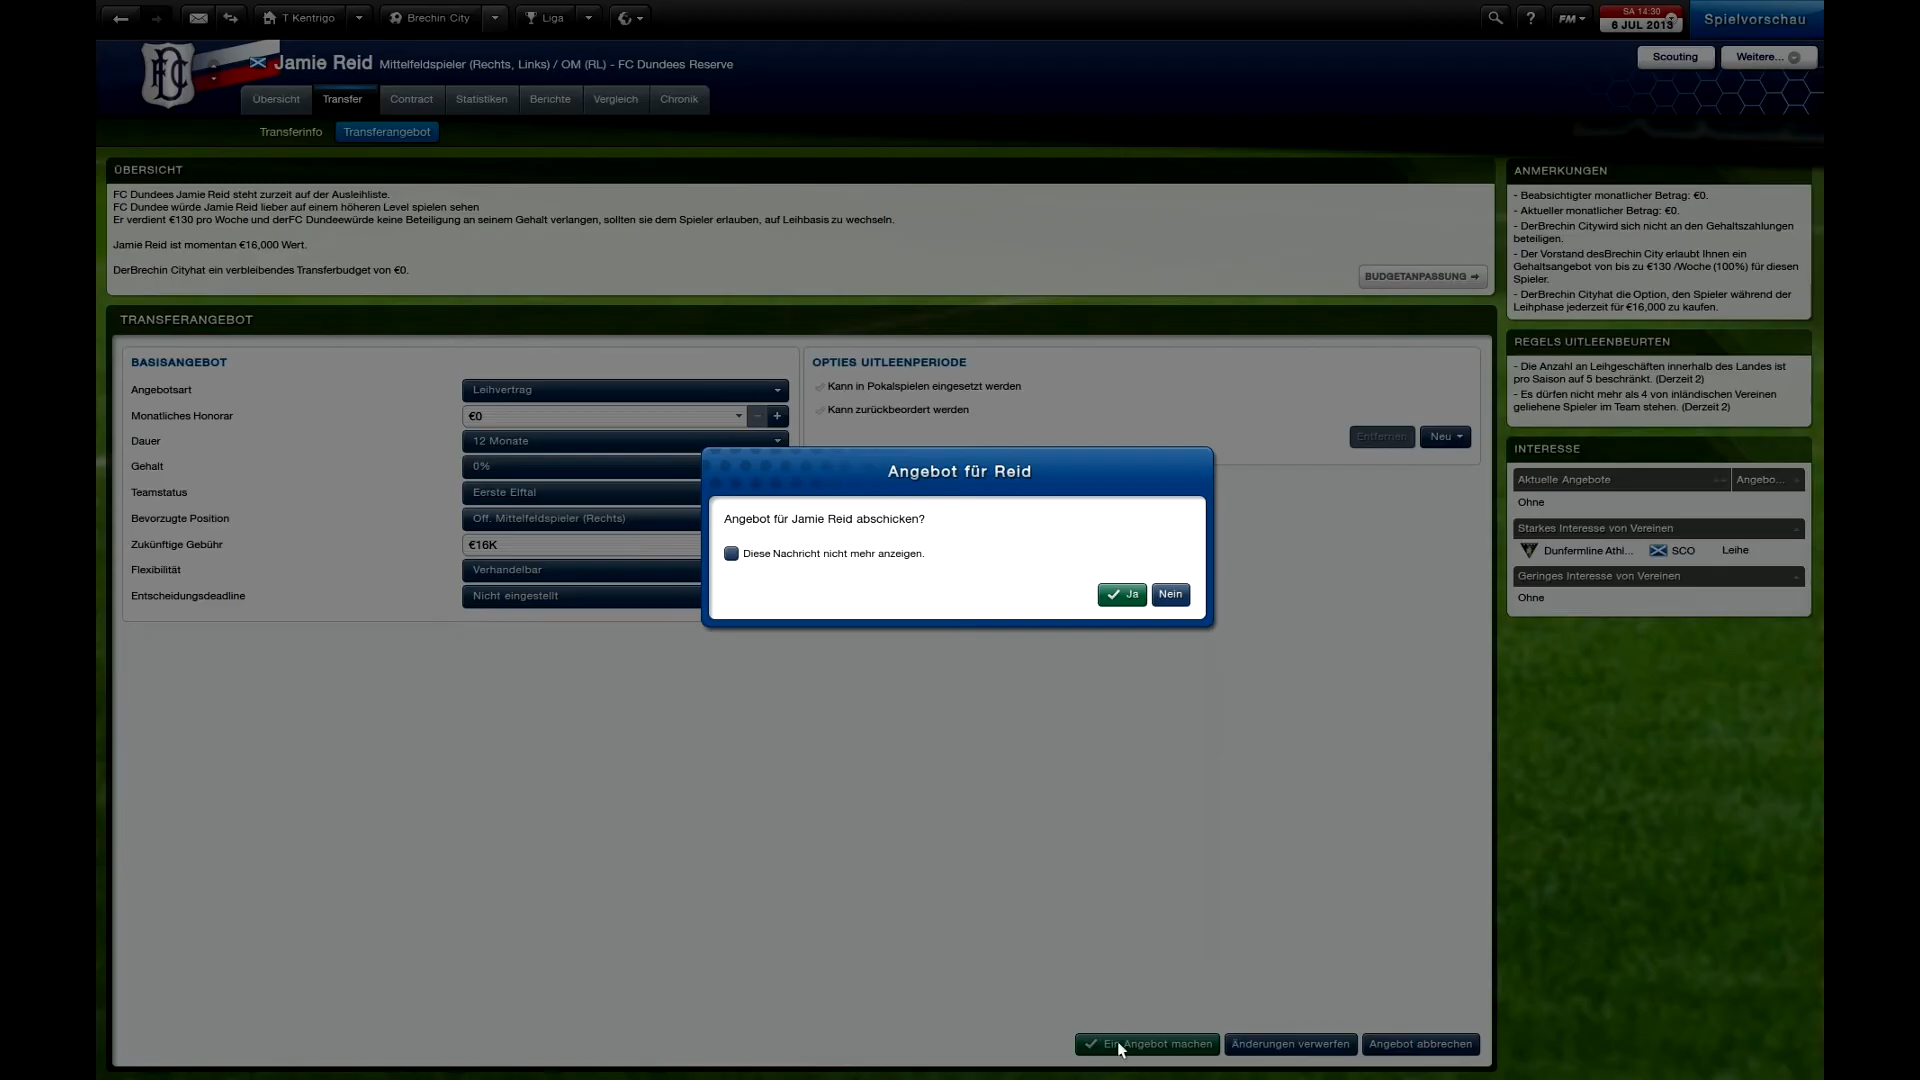 T Kentrigo
Brechin City
Liga
?
FM
SA 14:30
6 JUL 2013
Spielvorschau
Jamie Reid Mittelfeldspieler (Rechts, Links) / OM (RL) - FC Dundees Reserve
Scouting
Weitere...
Übersicht
Transfer
Contract
Statistiken
Berichte
Vergleich
Chronik
Transferinfo
Transferangebot
ÜBERSICHT
FC Dundees Jamie Reid steht zurzeit auf der Ausleihliste.
FC Dundee würde Jamie Reid lieber auf einem höheren Level spielen sehen
Er verdient €130 pro Woche und derFC Dundeewürde keine Beteiligung an seinem Gehalt verlangen, sollten sie dem Spieler erlauben, auf Leihbasis zu wechseln.
Jamie Reid ist momentan €16,000 Wert.
DerBrechin Cityhat ein verbleibendes Transferbudget von €0.
BUDGETANPASSUNG
TRANSFERANGEBOT
BASISANGEBOT
Angebotsart
Leihvertrag
Monatliches Honorar
€0
Dauer
12 Monate
Gehalt
0%
Teamstatus
Eerste Elftal
Bevorzugte Position
Off. Mittelfeldspieler (Rechts)
Zukünftige Gebühr
€16K
Flexibilität
Verhandelbar
Entscheidungsdeadline
Nicht eingestellt
OPTIES UITLEENPERIODE
Kann in Pokalspielen eingesetzt werden
Kann zurückbeordert werden
Entfernen
Neu
Angebot für Reid
Angebot für Jamie Reid abschicken?
Diese Nachricht nicht mehr anzeigen.
Ja
Nein
Ein Angebot machen
Änderungen verwerfen
Angebot abbrechen
ANMERKUNGEN
- Beabsichtigter monatlicher Betrag: €0.
- Aktueller monatlicher Betrag: €0.
- DerBrechin Citywird sich nicht an den Gehaltszahlungen
beteiligen.
- Der Vorstand desBrechin City erlaubt Ihnen ein
Gehaltsangebot von bis zu €130 /Woche (100%) für diesen
Spieler.
- DerBrechin Cityhat die Option, den Spieler während der
Leihphase jederzeit für €16,000 zu kaufen.
REGELS UITLEENBEURTEN
- Die Anzahl an Leihgeschäften innerhalb des Landes ist
pro Saison auf 5 beschränkt. (Derzeit 2)
- Es dürfen nicht mehr als 4 von inländischen Vereinen
geliehene Spieler im Team stehen. (Derzeit 2)
INTERESSE
Aktuelle Angebote
Angebo...
Ohne
Starkes Interesse von Vereinen
Dunfermline Athl...
SCO
Leihe
Geringes Interesse von Vereinen
Ohne